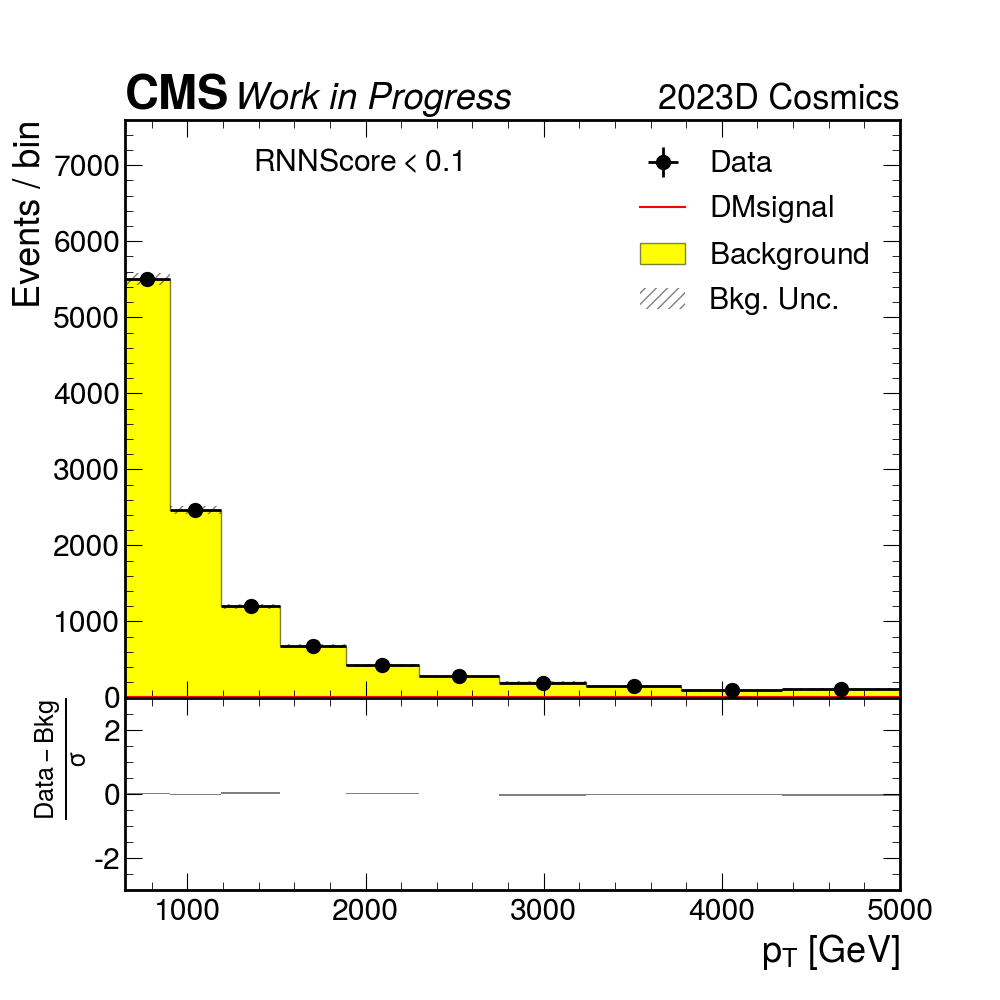 CMS Work in Progress 2023D Cosmics
Events / bin
RNNScore < 0.1
Data
DMsignal
Background
Bkg. Unc.
7000
6000
5000
4000
3000
2000
1000
0
Data – Bkg
σ
2
0
-2
1000 2000 3000 4000 5000
pT [GeV]